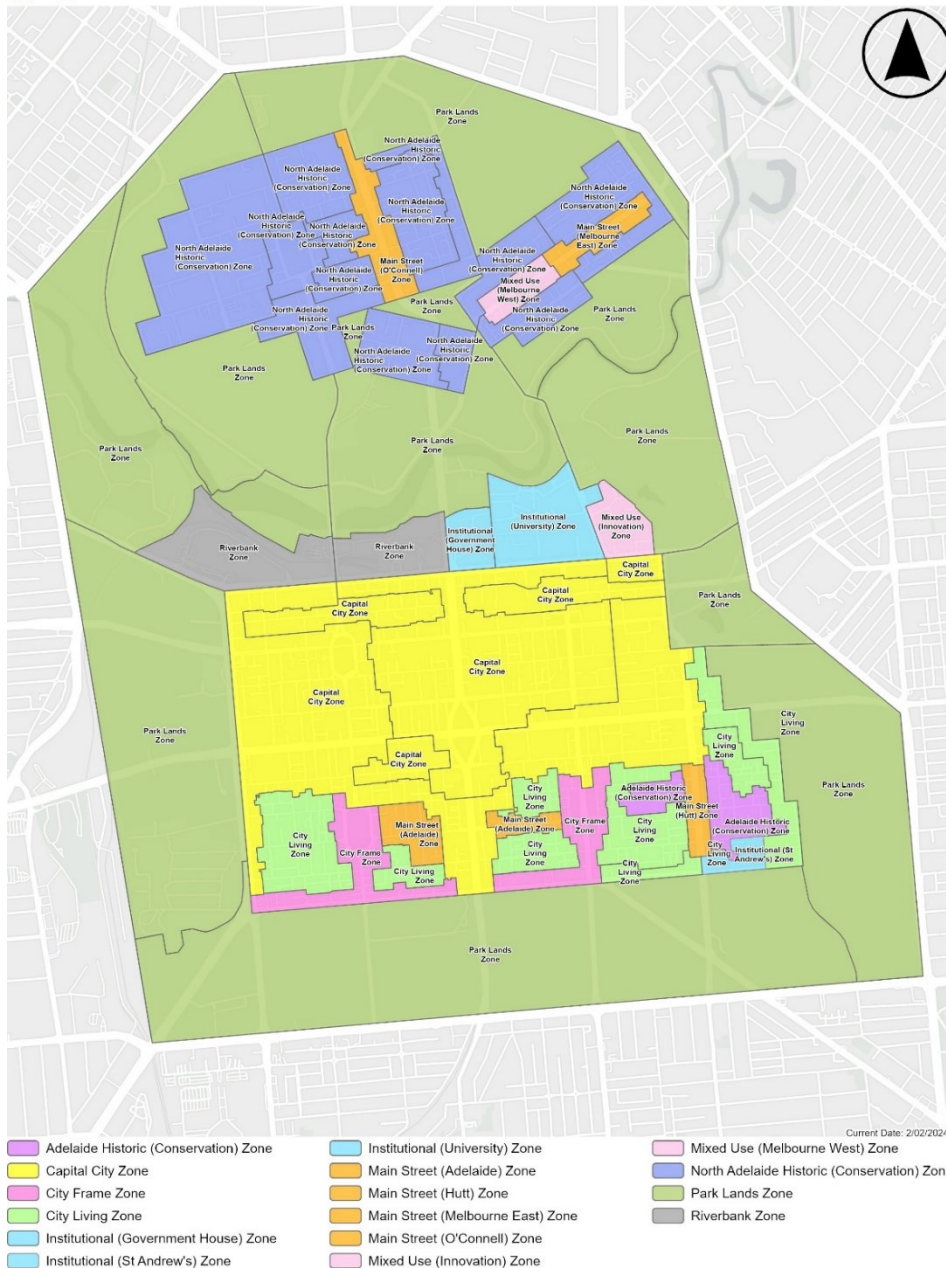 Park Lands
Zone
North Adelaide
Historic
(Conservation) Zone
North Adelaide
Historic
(Conservation) Zone
North Adelaide
Historic
(Conservation) Zone
North Adelaide
Historic
(Conservation) Zone
North Adelaide
Historic
(Conservation) Zone
North Adelaide
Historic
(Conservation) Zone
North Adelaide
Historic
(Conservation) Zone
Main Street
(Melbourne
East) Zone
North Adelaide
Historic
(Conservation) Zone
North Adelaide
Historic
(Conservation) Zone
Main Street
(O'Connell)
Zone
North Adelaide
Historic
(Conservation) Zone
Mixed Use
(Melbourne
West) Zone
Park Lands
Zone
North Adelaide
Historic
(Conservation) Zone
North Adelaide
Historic
(Conservation) Zone
Park Lands
Zone
Park Lands
Zone
North Adelaide
Historic
(Conservation) Zone
North Adelaide
Historic
(Conservation) Zone
Park Lands
Zone
Park Lands
Zone
Park Lands
Zone
Park Lands
Zone
Institutional
(University) Zone
Mixed Use
(Innovation)
Zone
Institutional
(Government
House) Zone
Riverbank
Zone
Riverbank
Zone
Capital
City Zone
Capital
City Zone
Capital
City Zone
Park Lands
Zone
Capital
City Zone
Capital
City Zone
Park Lands
Zone
City
Living
Zone
City
Living
Zone
Capital
City Zone
Park Lands
Zone
City
Living
Zone
Adelaide Historic
(Conservation) Zone
Main Street
(Hutt) Zone
Main Street
(Adelaide) Zone
City Frame
Zone
City
Living
Zone
Adelaide Historic
(Conservation) Zone
Main Street
(Adelaide)
Zone
City
Living
Zone
City Frame
Zone
City
Living
Zone
City
Living
Zone
Institutional (St
Andrew's) Zone
City Living
Zone
City
Living
Zone
Park Lands
Zone
Current Date: 2/02/2024
Adelaide Historic (Conservation) Zone
Capital City Zone
City Frame Zone
City Living Zone
Institutional (Government House) Zone
Institutional (St Andrew's) Zone
Institutional (University) Zone
Main Street (Adelaide) Zone
Main Street (Hutt) Zone
Main Street (Melbourne East) Zone
Main Street (O'Connell) Zone
Mixed Use (Innovation) Zone
Mixed Use (Melbourne West) Zone
North Adelaide Historic (Conservation) Zon
Park Lands Zone
Riverbank Zone